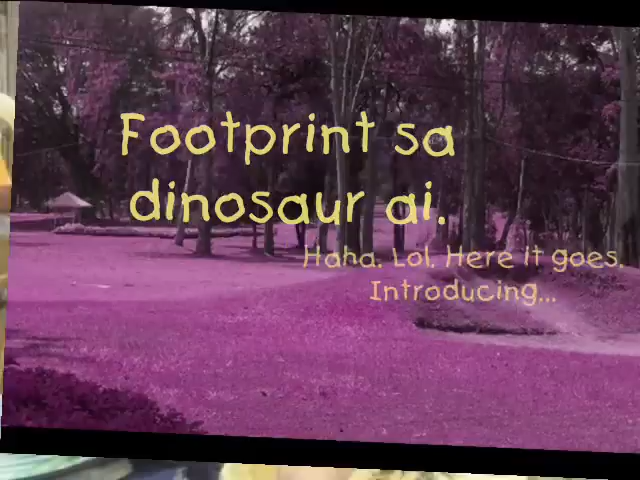 Footprint sa
dinosaur ai.
Haha. Lol. Here it goes.
Introducing...